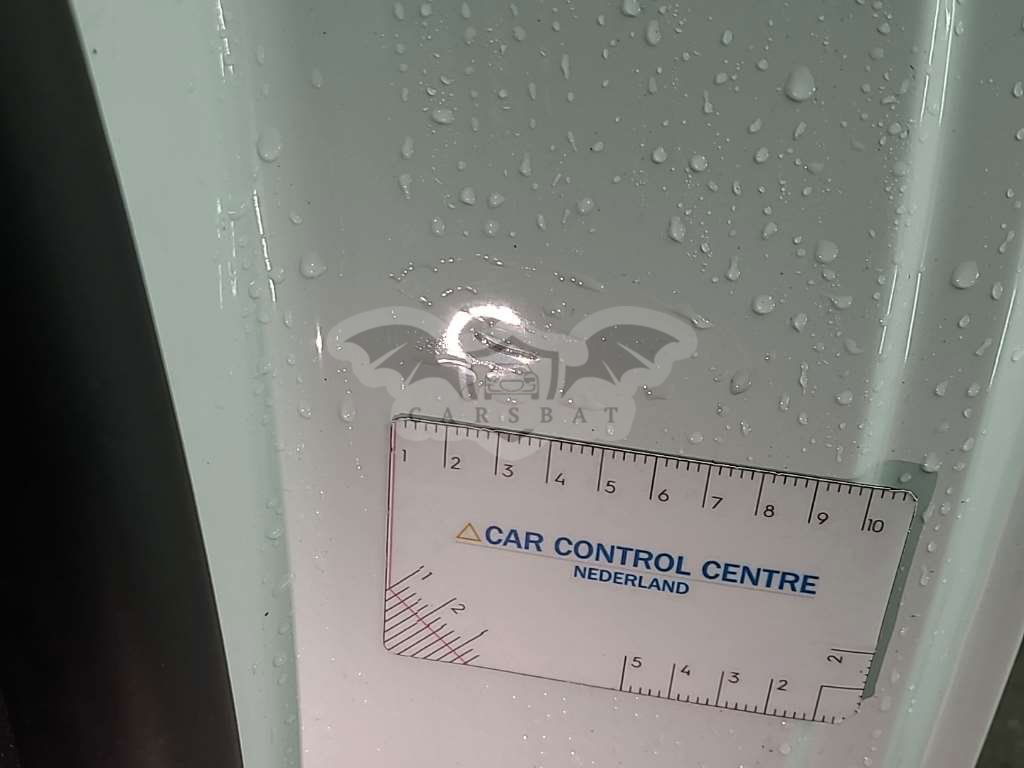 CARSBAT
1 2 3 4 5 6 7 8 9 10
CAR CONTROL CENTRE
NEDERLAND
1
2
2
5 4 3 2